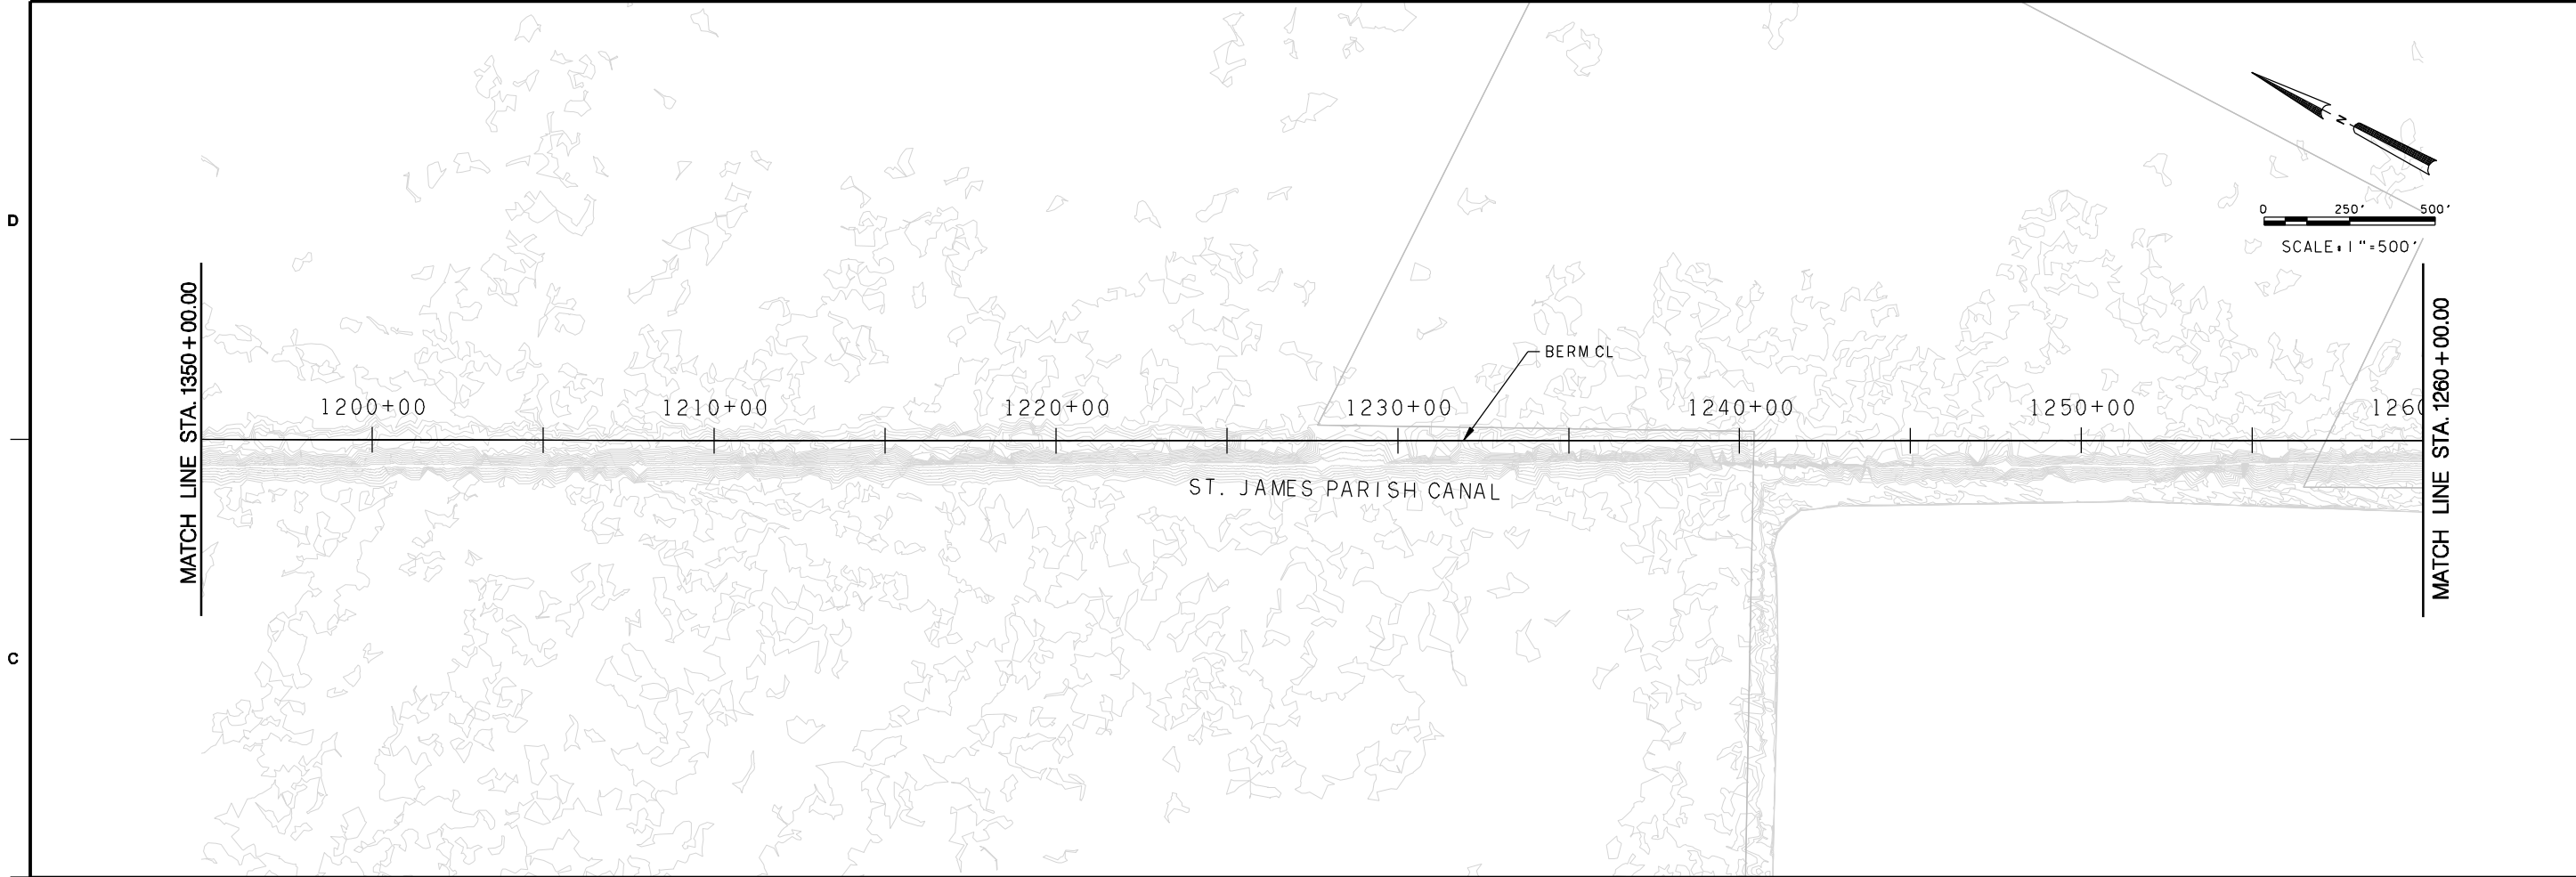 N
0 250' 500'
SCALE: 1"=500'
D
MATCH LINE STA. 1350+00.00
BERM CL
1200+00 1210+00 1220+00 1230+00 1240+00 1250+00 1260
MATCH LINE STA. 1260+00.00
ST. JAMES PARISH CANAL
C